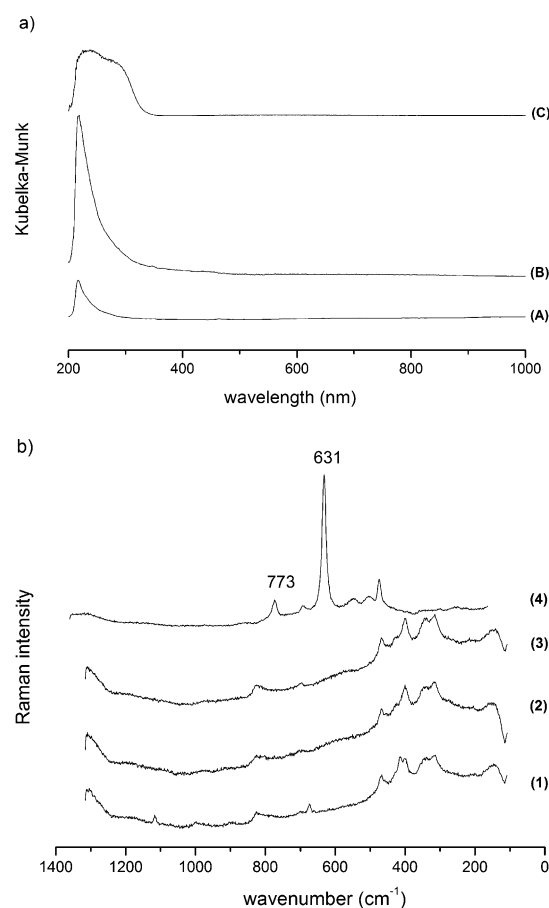 a)
Kubelka-Munk
(C)
(B)
(A)
200 400 600 800 1000
wavelength (nm)
b)
631
773
Raman intensity
(4)
(3)
(2)
(1)
1400 1200 1000 800 600 400 200 0
wavenumber (cm⁻¹)